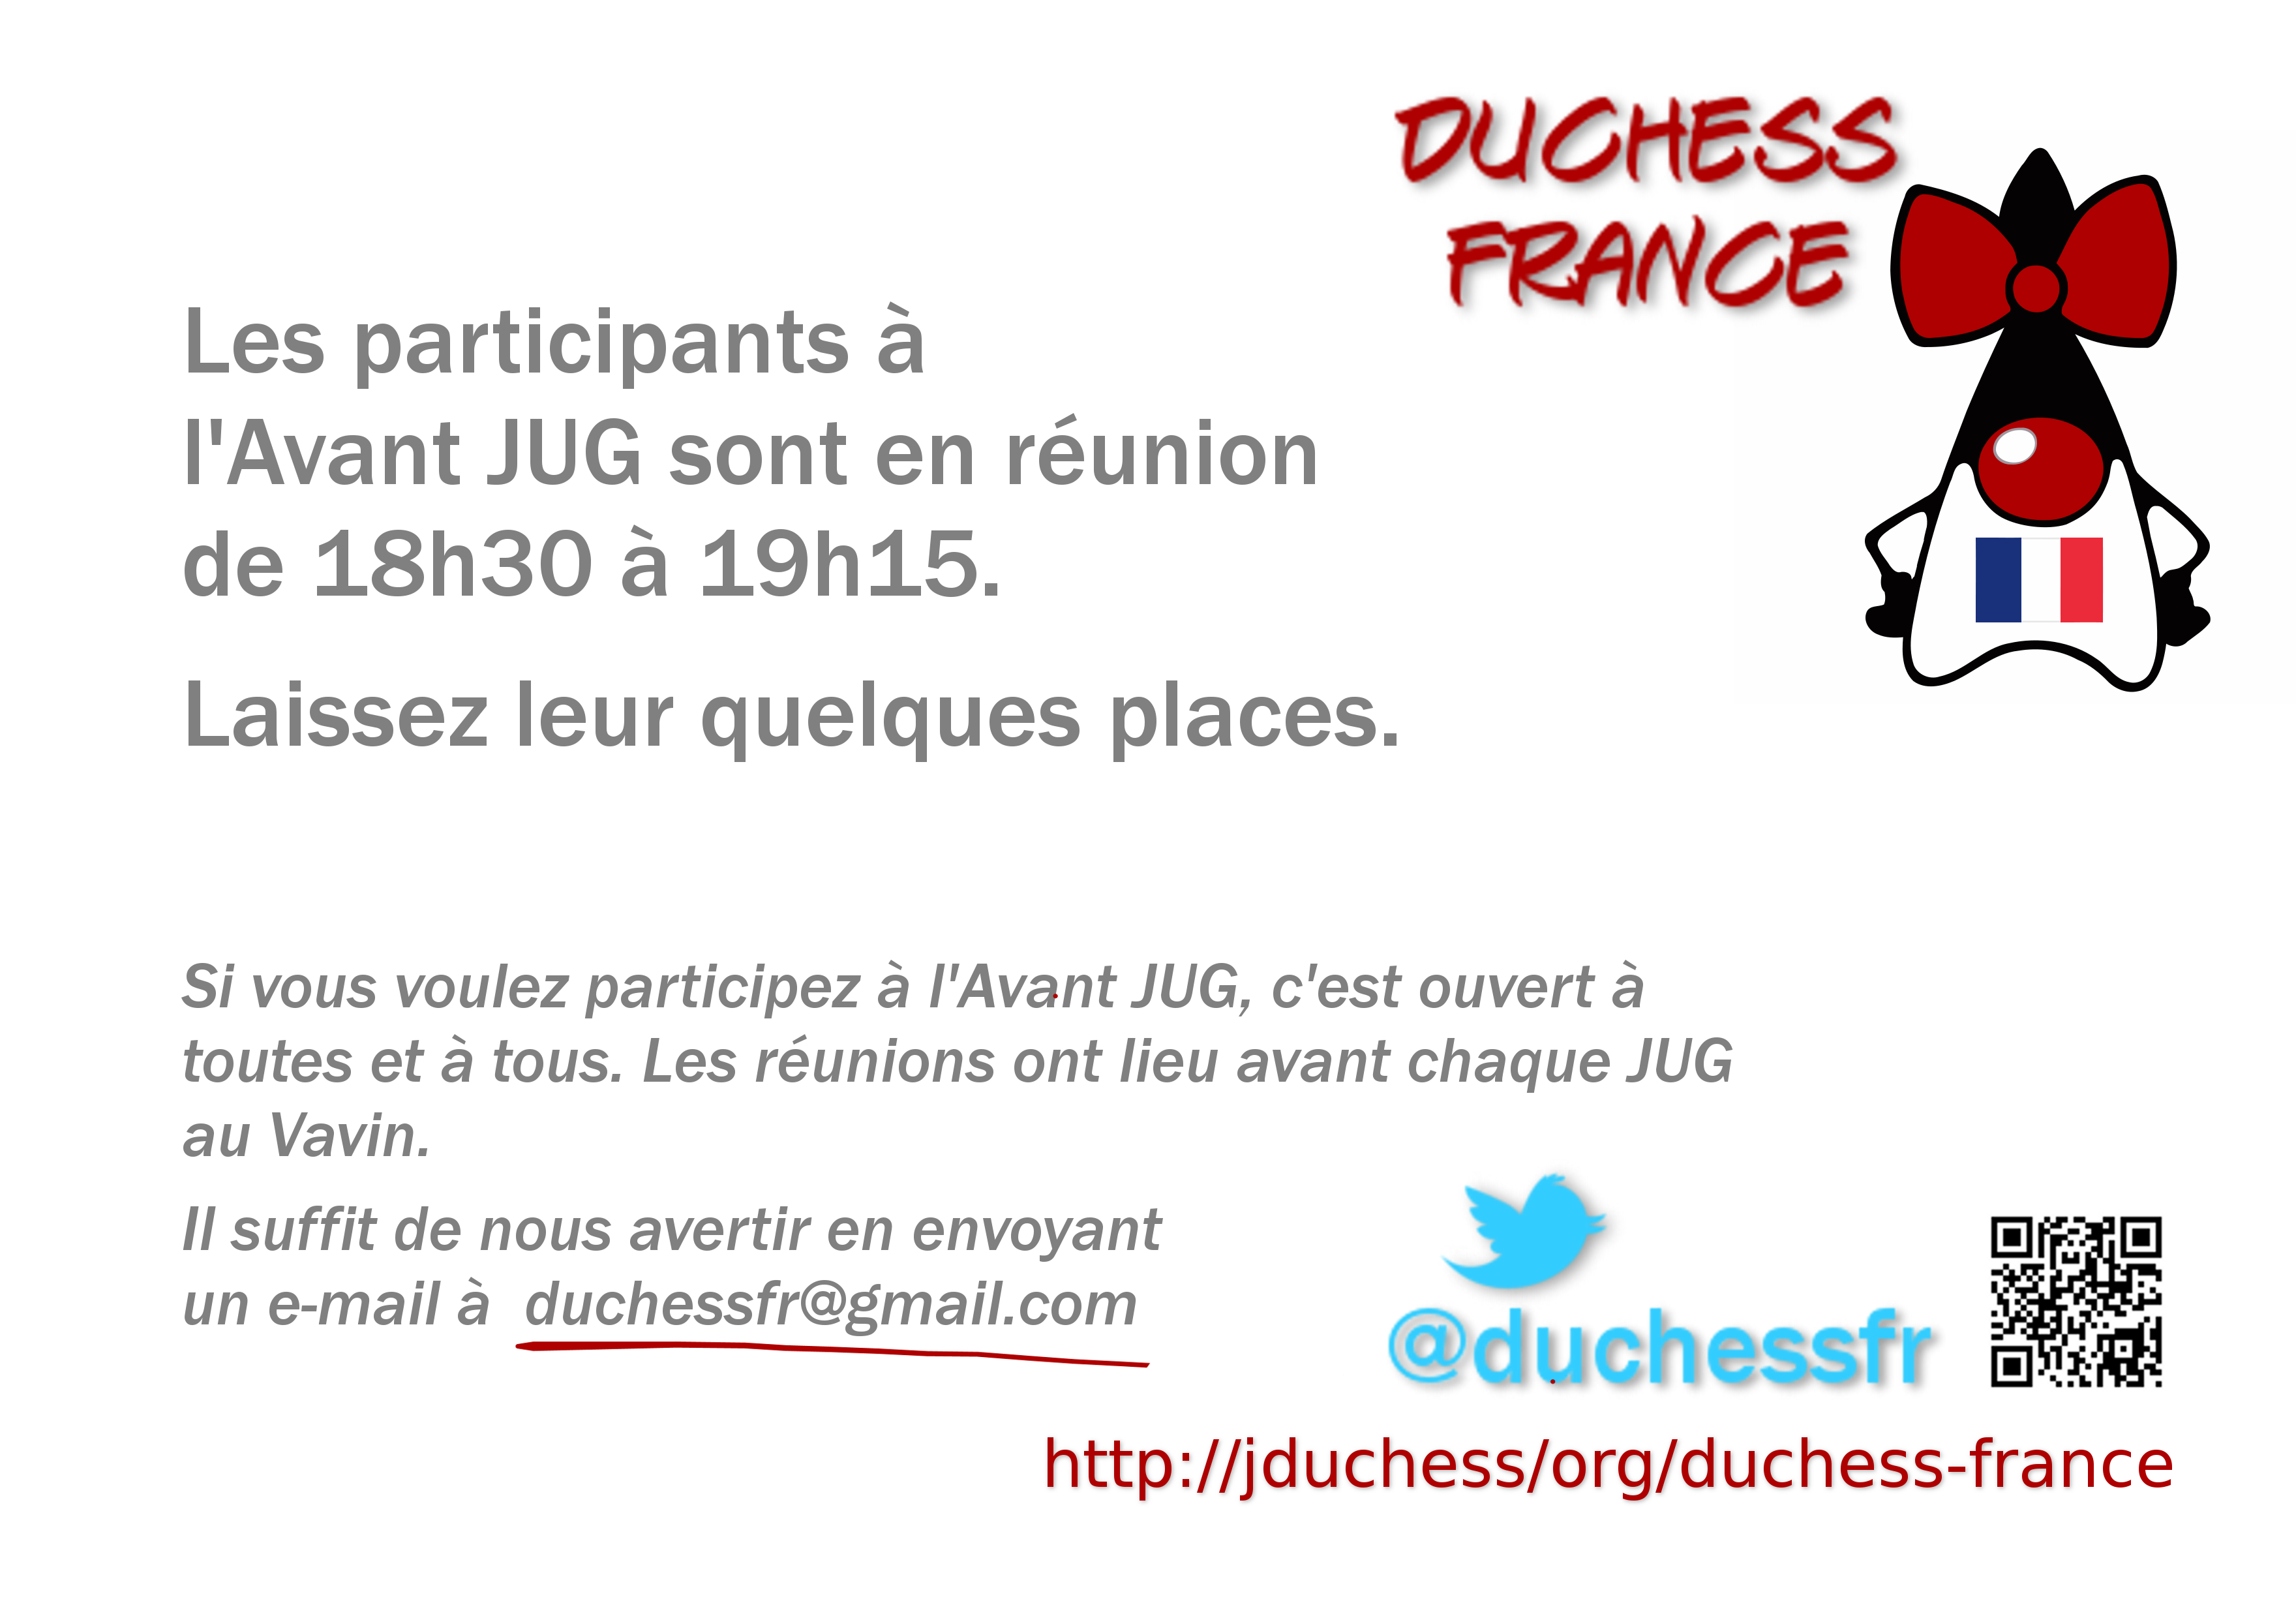 DUCHESS
FRANCE
Les participants à
l'Avant JUG sont en réunion
de 18h30 à 19h15.
Laissez leur quelques places.
Si vous voulez participez à l'Avant JUG, c'est ouvert à
toutes et à tous. Les réunions ont lieu avant chaque JUG
au Vavin.
Il suffit de nous avertir en envoyant
un e-mail à duchessfr@gmail.com
@duchessfr
http://jduchess/org/duchess-france